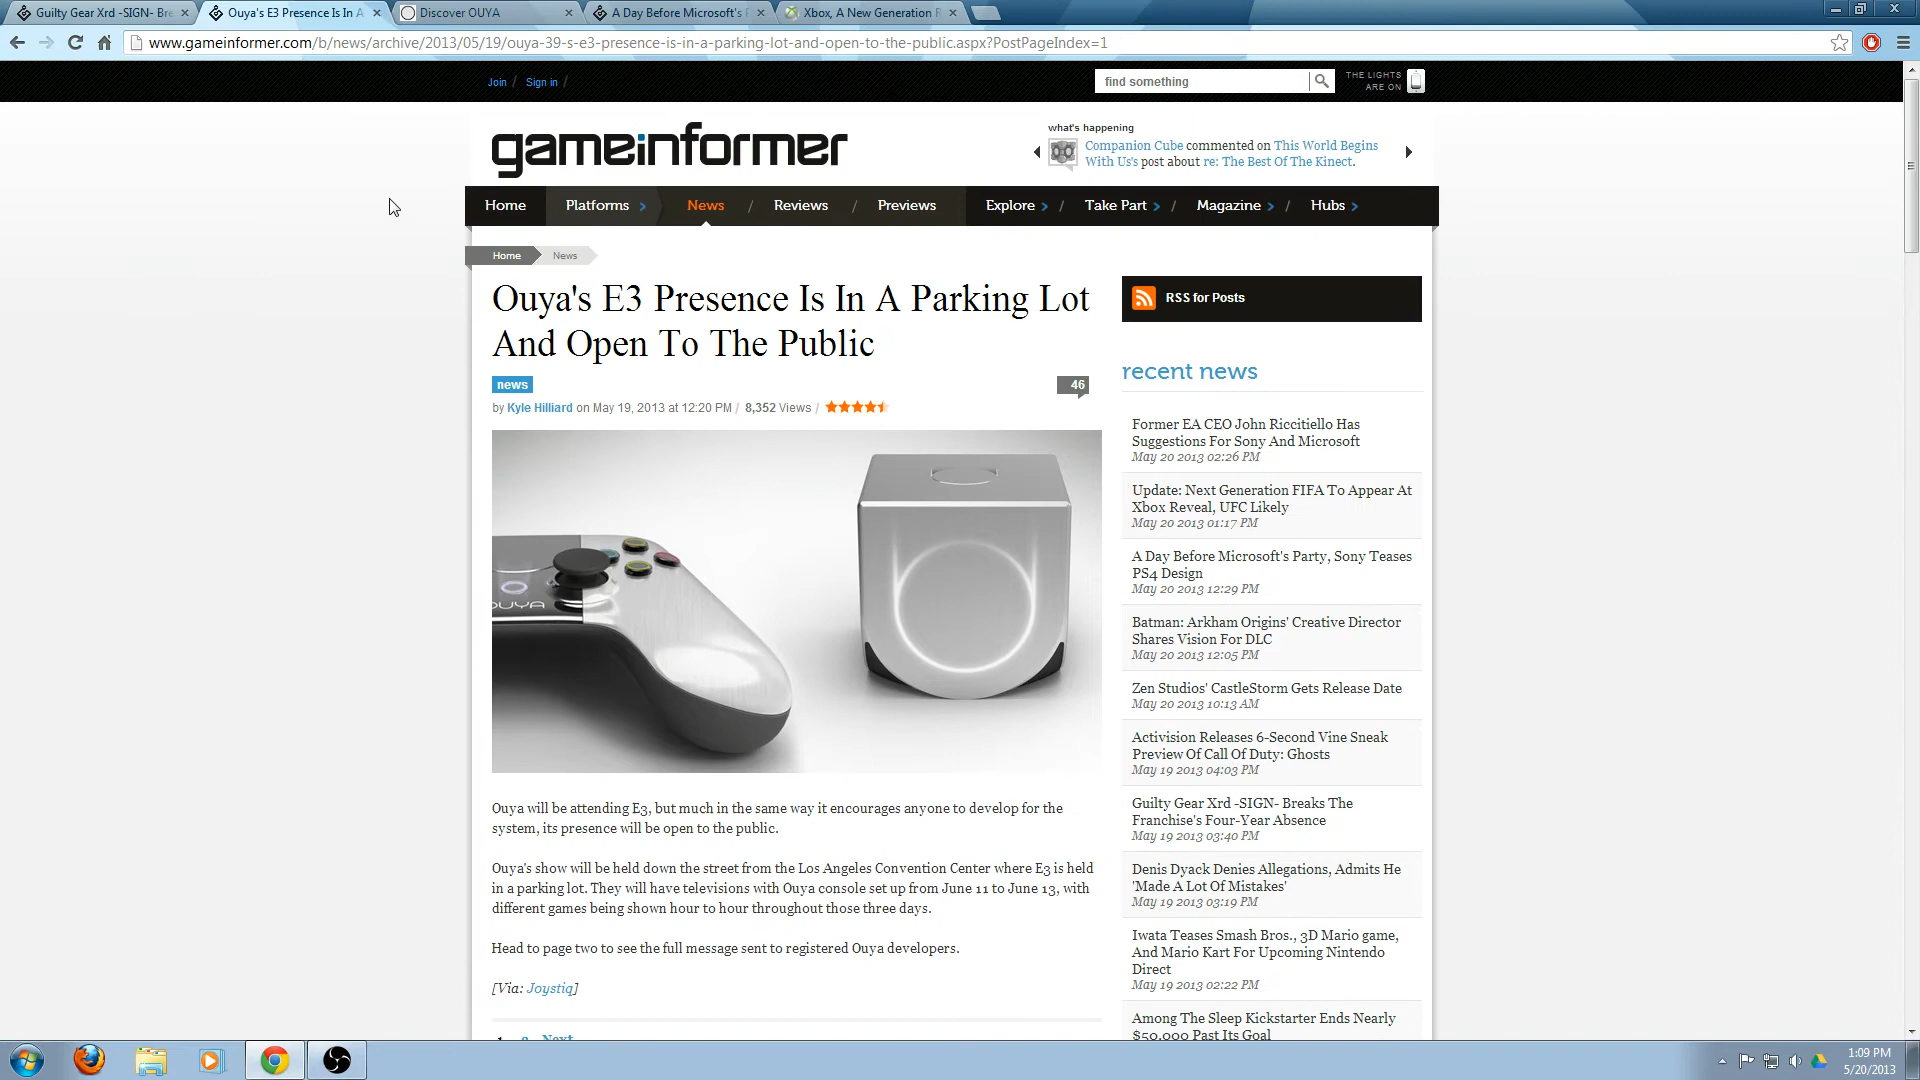 Guilty Gear Xrd -SIGN- Bre
Ouya's E3 Presence Is In A
Discover OUYA
A Day Before Microsoft's
Xbox, A New Generation R
www.gameinformer.com/b/news/archive/2013/05/19/ouya-39-s-e3-presence-is-in-a-parking-lot-and-open-to-the-public.aspx?PostPageIndex=1
Join / Sign in /
find something
THE LIGHTS
ARE ON
gameinformer
what's happening
Companion Cube commented on This World Begins
With Us's post about re: The Best Of The Kinect.
Home Platforms News / Reviews / Previews Explore / Take Part / Magazine / Hubs
Home News
Ouya's E3 Presence Is In A Parking Lot
And Open To The Public
news
46
by Kyle Hilliard on May 19, 2013 at 12:20 PM / 8,352 Views /
OUYA
Ouya will be attending E3, but much in the same way it encourages anyone to develop for the
system, its presence will be open to the public.
Ouya's show will be held down the street from the Los Angeles Convention Center where E3 is held
in a parking lot. They will have televisions with Ouya console set up from June 11 to June 13, with
different games being shown hour to hour throughout those three days.
Head to page two to see the full message sent to registered Ouya developers.
[Via: Joystiq]
1 2 Next
RSS for Posts
recent news
Former EA CEO John Riccitiello Has
Suggestions For Sony And Microsoft
May 20 2013 02:26 PM
Update: Next Generation FIFA To Appear At
Xbox Reveal, UFC Likely
May 20 2013 01:17 PM
A Day Before Microsoft's Party, Sony Teases
PS4 Design
May 20 2013 12:29 PM
Batman: Arkham Origins' Creative Director
Shares Vision For DLC
May 20 2013 12:05 PM
Zen Studios' CastleStorm Gets Release Date
May 20 2013 10:13 AM
Activision Releases 6-Second Vine Sneak
Preview Of Call Of Duty: Ghosts
May 19 2013 04:03 PM
Guilty Gear Xrd -SIGN- Breaks The
Franchise's Four-Year Absence
May 19 2013 03:40 PM
Denis Dyack Denies Allegations, Admits He
'Made A Lot Of Mistakes'
May 19 2013 03:19 PM
Iwata Teases Smash Bros., 3D Mario game,
And Mario Kart For Upcoming Nintendo
Direct
May 19 2013 02:22 PM
Among The Sleep Kickstarter Ends Nearly
$50,000 Past Its Goal
1:09 PM
5/20/2013